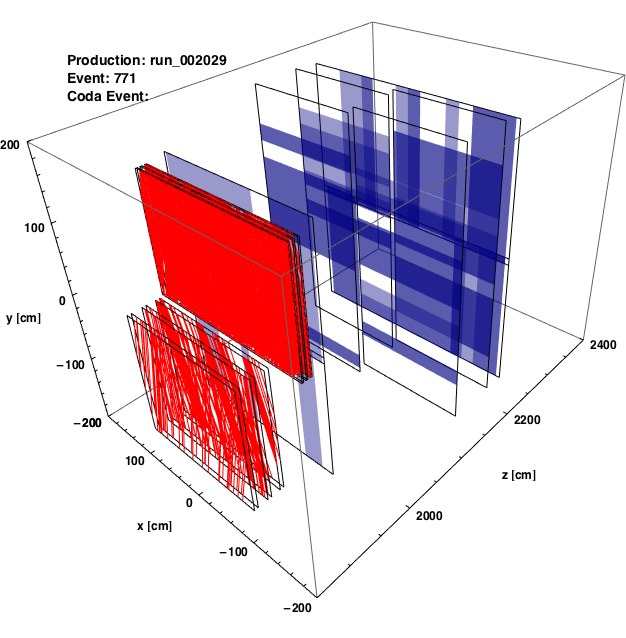 Production: run_002029
Event: 771
Coda Event:
200
100
0
−100
−200
y [cm]
100
0
−100
−200
x [cm]
2000
2200
2400
z [cm]